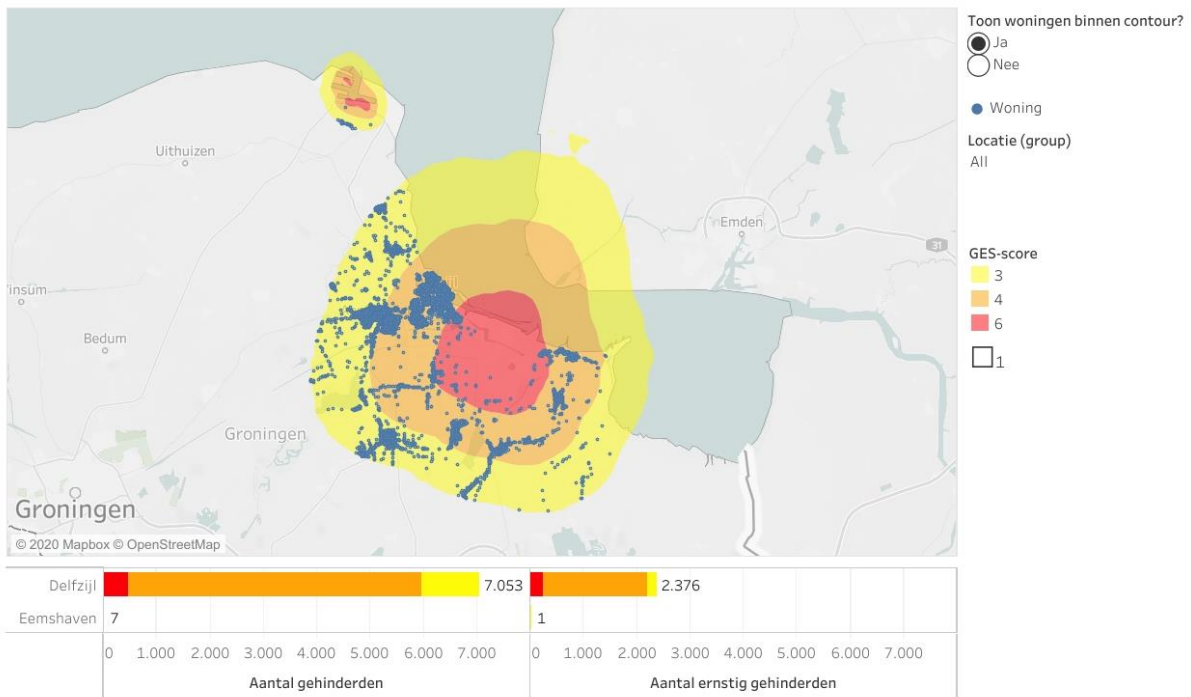 Toon woningen binnen contour?
Ja
Nee
Woning
Locatie (group)
All
GES-score
3
4
6
1
Uithuizen
Emden
31
insum
Bedum
Groningen
Groningen
© 2020 Mapbox © OpenStreetMap
Delfzijl 7.053 2.376
Eemshaven 7 1
0 1.000 2.000 3.000 4.000 5.000 6.000 7.000 0 1.000 2.000 3.000 4.000 5.000 6.000 7.000
Aantal gehinderden Aantal ernstig gehinderden